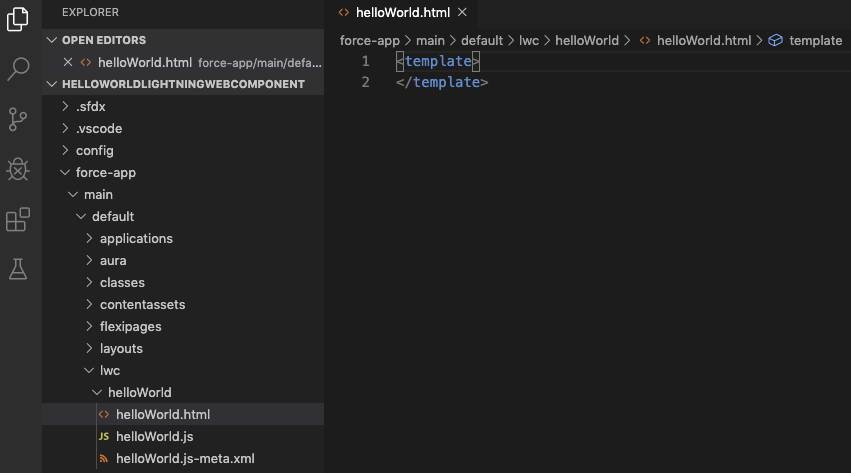 EXPLORER
OPEN EDITORS
helloWorld.html force-app/main/defa...
HELLOWORLDLIGHTNINGWEBCOMPONENT
.sfdx
.vscode
config
force-app
main
default
applications
aura
classes
contentassets
flexipages
layouts
lwc
helloWorld
helloWorld.html
JS helloWorld.js
helloWorld.js-meta.xml
helloWorld.html
force-app > main > default > lwc > helloWorld > helloWorld.html > template
1 <template>
2 </template>